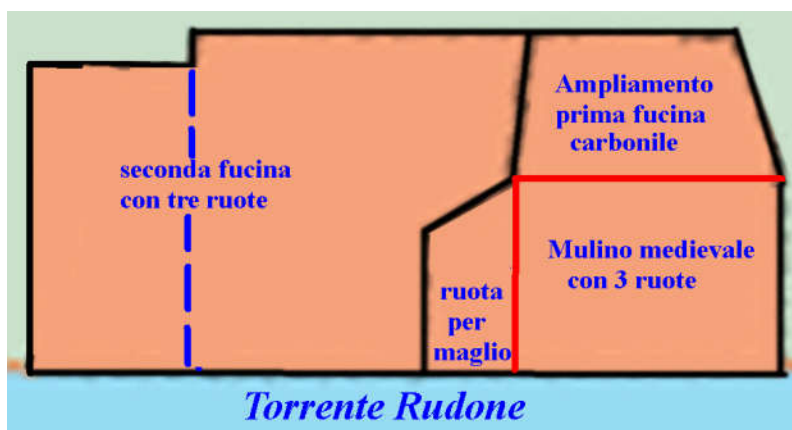 Ampliamento
prima fucina
carbonile
seconda fucina
con tre ruote
Mulino medievale
con 3 ruote
ruota
per
maglio
Torrente Rudone